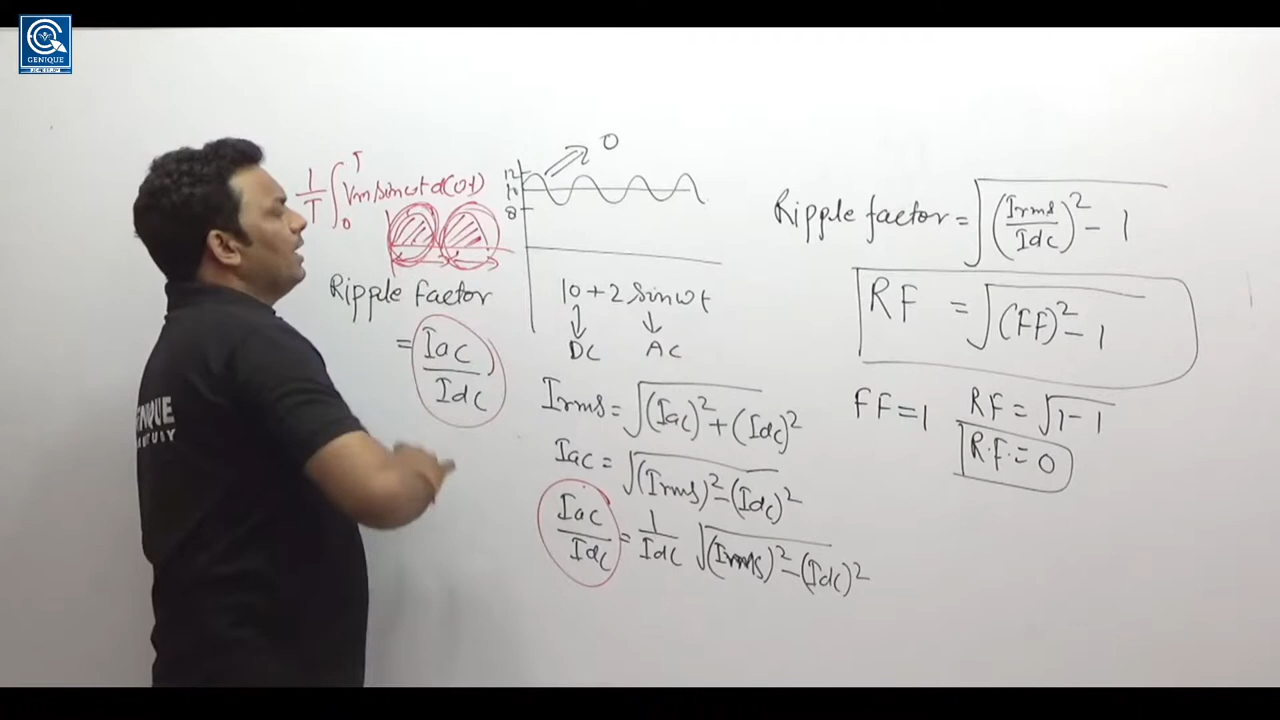 GENIQUE
GENIQUE
1/T ∫₀ᵀ Vm sinωt d(ωt)
Ripple factor
= Iac/Idc
0
12
10
8
10 + 2 sinωt
DC AC
Irms = √((Iac)² + (Idc)²)
Iac = √((Irms)² - (Idc)²)
Iac/Idc = 1/Idc √((Irms)² - (Idc)²)
Ripple factor = √((Irms/Idc)² - 1)
RF = √((FF)² - 1)
FF = 1 RF = √(1 - 1)
R.F. = 0